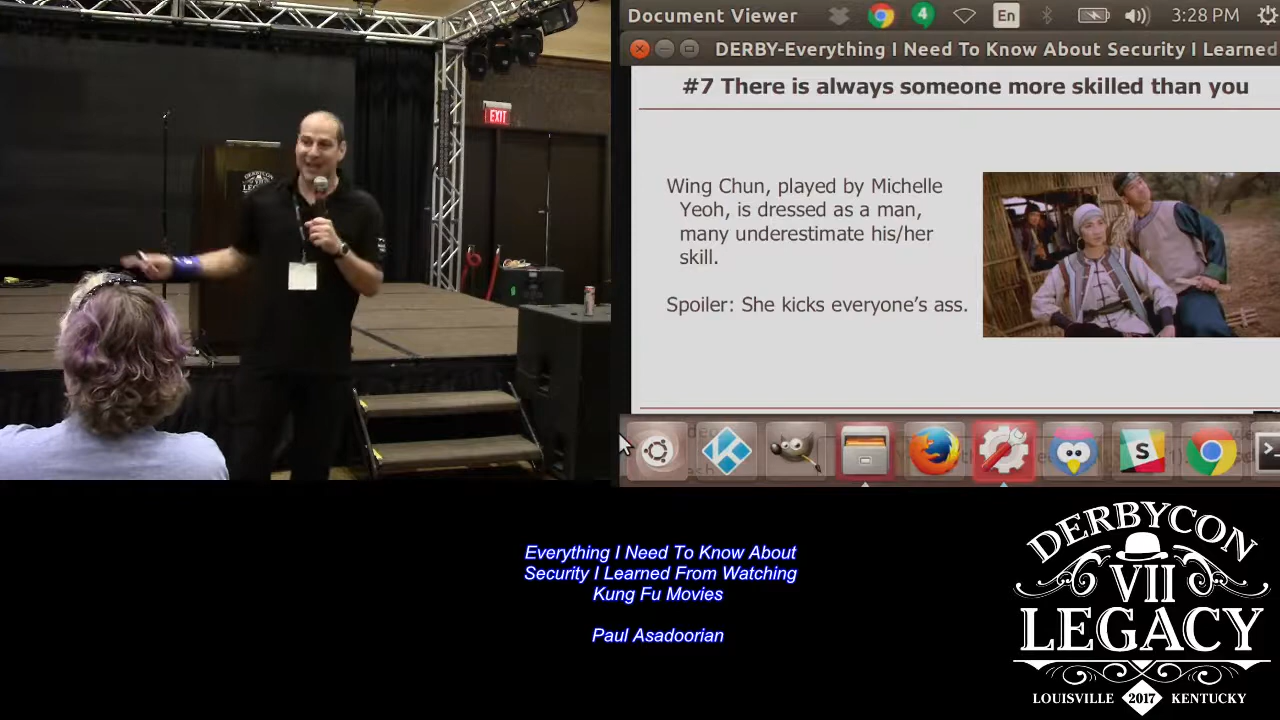 Document Viewer
4
En
3:28 PM
DERBY-Everything I Need To Know About Security I Learned
#7 There is always someone more skilled than you
EXIT
Wing Chun, played by Michelle
Yeoh, is dressed as a man,
many underestimate his/her
skill.
Spoiler: She kicks everyone's ass.
S
Everything I Need To Know About
Security I Learned From Watching
Kung Fu Movies
Paul Asadoorian
DERBYCON
VII
LEGACY
LOUISVILLE 2017 KENTUCKY